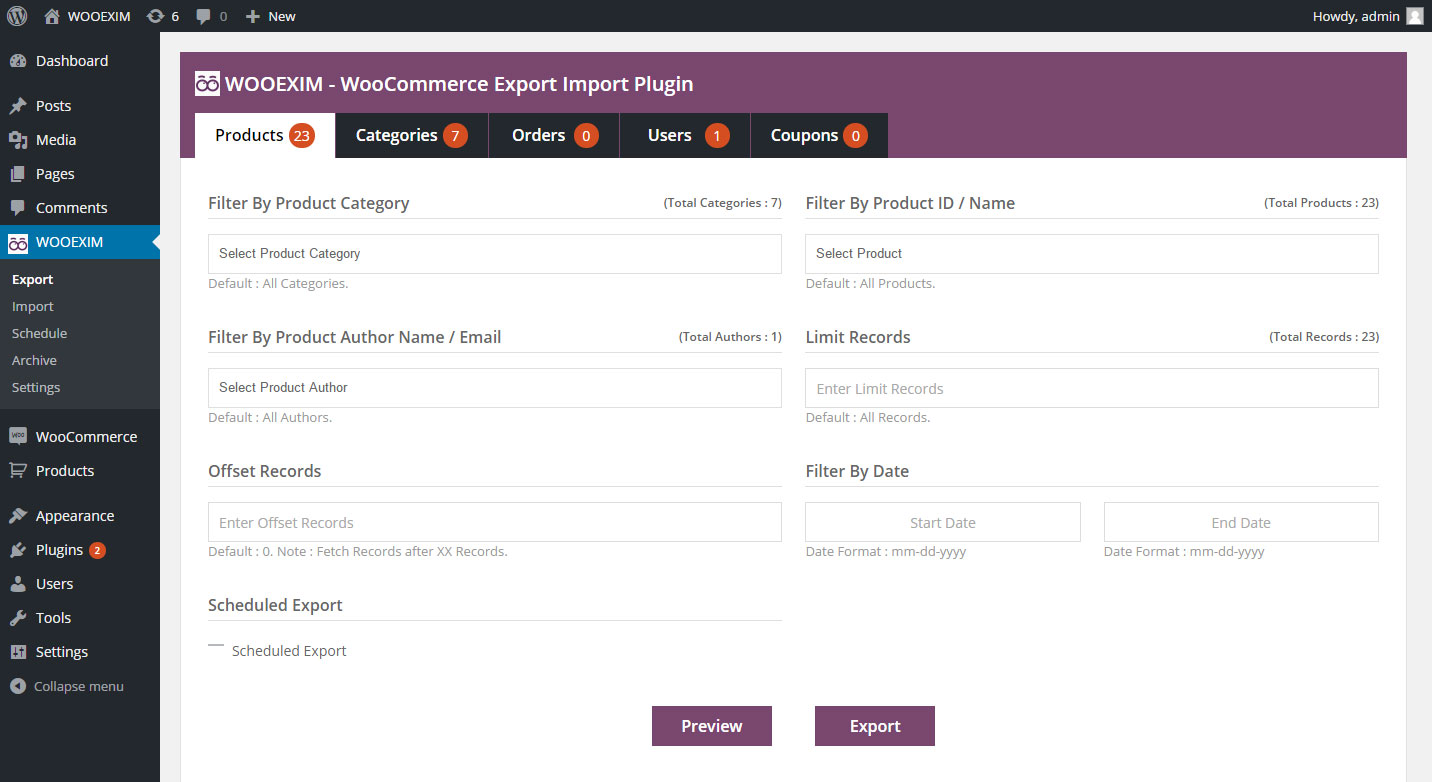 WOOEXIM 6 0 New Howdy, admin
Dashboard
Posts
Media
Pages
Comments
WOOEXIM
Export
Import
Schedule
Archive
Settings
WooCommerce
Products
Appearance
Plugins 2
Users
Tools
Settings
Collapse menu
WOOEXIM - WooCommerce Export Import Plugin
Products 23 Categories 7 Orders 0 Users 1 Coupons 0
Filter By Product Category (Total Categories : 7)
Select Product Category
Default : All Categories.
Filter By Product ID / Name (Total Products : 23)
Select Product
Default : All Products.
Filter By Product Author Name / Email (Total Authors : 1)
Select Product Author
Default : All Authors.
Limit Records (Total Records : 23)
Enter Limit Records
Default : All Records.
Offset Records
Enter Offset Records
Default : 0. Note : Fetch Records after XX Records.
Filter By Date
Start Date End Date
Date Format : mm-dd-yyyy Date Format : mm-dd-yyyy
Scheduled Export
Scheduled Export
Preview Export